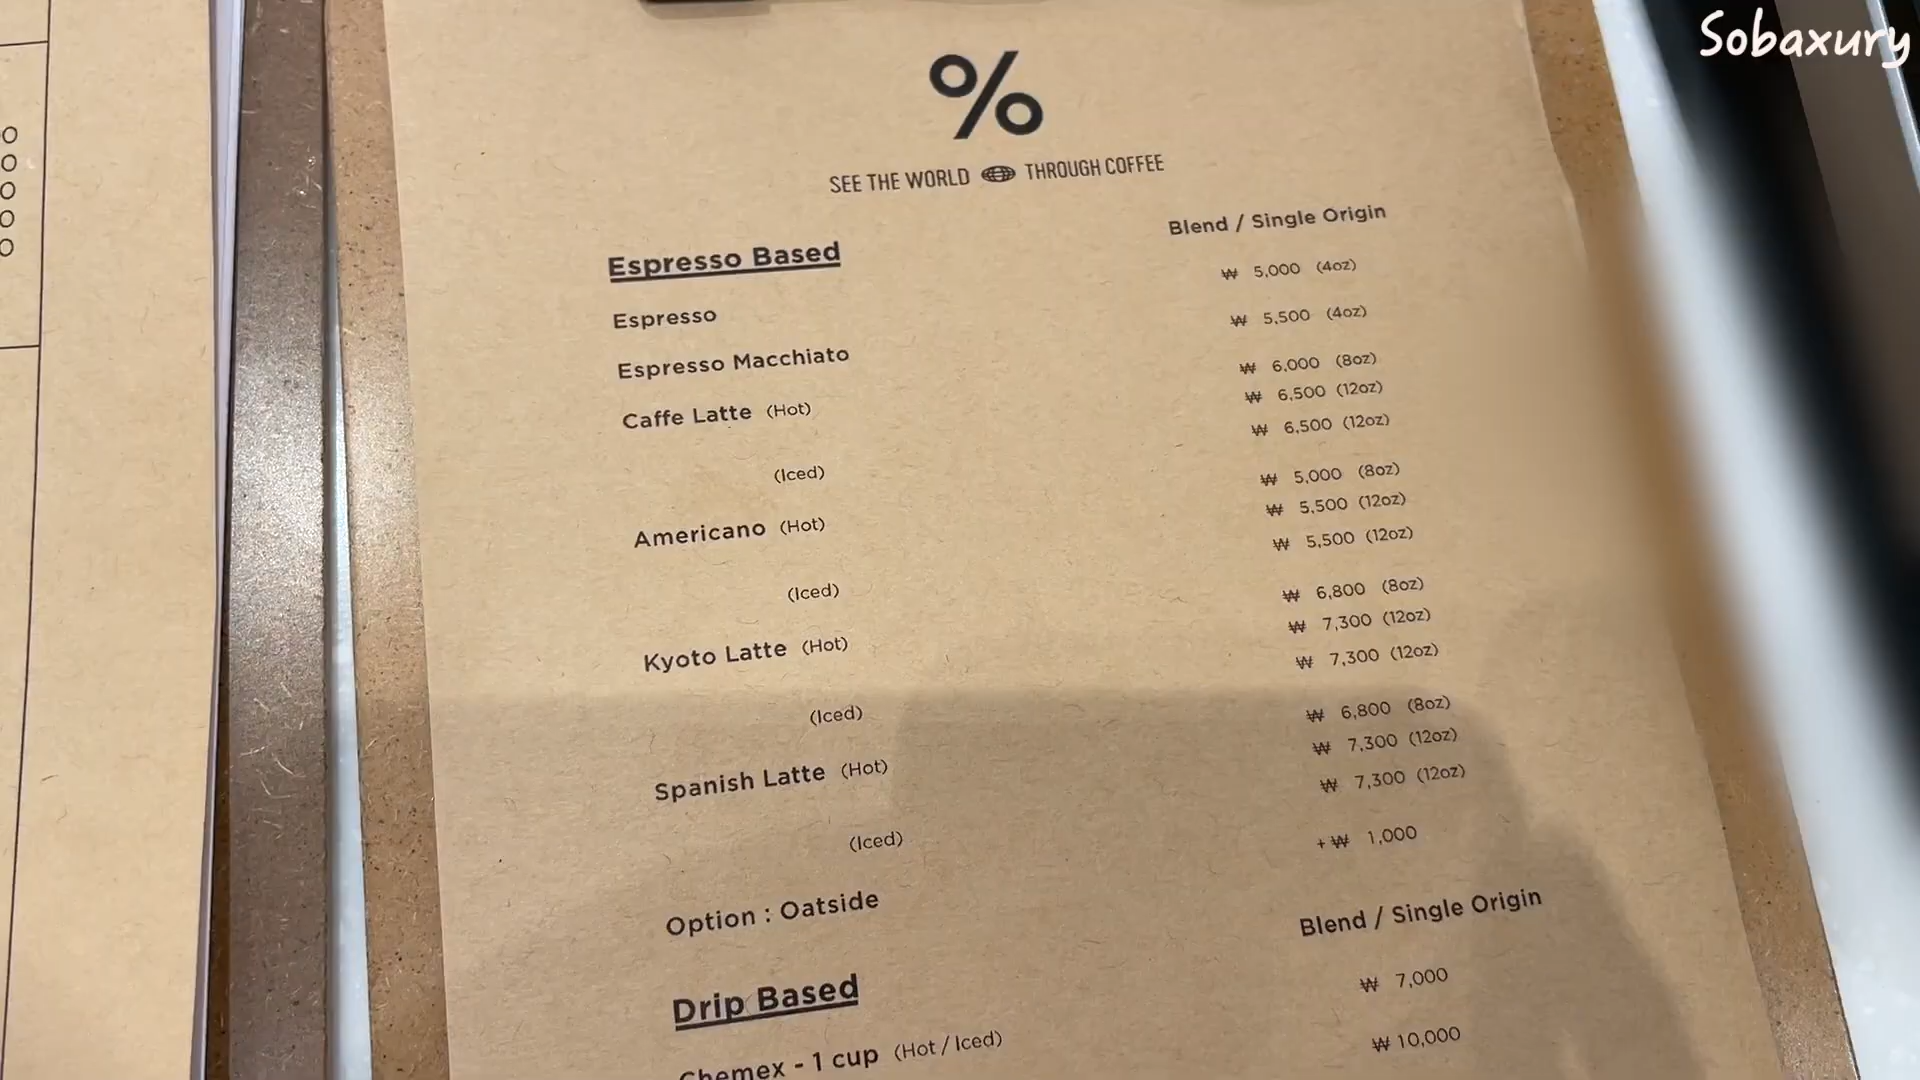 Sobaxury
%
SEE THE WORLD THROUGH COFFEE
Blend / Single Origin
Espresso Based
Espresso ₩ 5,000 (4oz)
Espresso Macchiato ₩ 5,500 (4oz)
Caffe Latte (Hot) ₩ 6,000 (8oz)
₩ 6,500 (12oz)
(Iced) ₩ 6,500 (12oz)
Americano (Hot) ₩ 5,000 (8oz)
₩ 5,500 (12oz)
(Iced) ₩ 5,500 (12oz)
Kyoto Latte (Hot) ₩ 6,800 (8oz)
₩ 7,300 (12oz)
(Iced) ₩ 7,300 (12oz)
Spanish Latte (Hot) ₩ 6,800 (8oz)
₩ 7,300 (12oz)
(Iced) ₩ 7,300 (12oz)
Option : Oatside +₩ 1,000
Blend / Single Origin
Drip Based
Chemex - 1 cup (Hot / Iced) ₩ 7,000
₩ 10,000